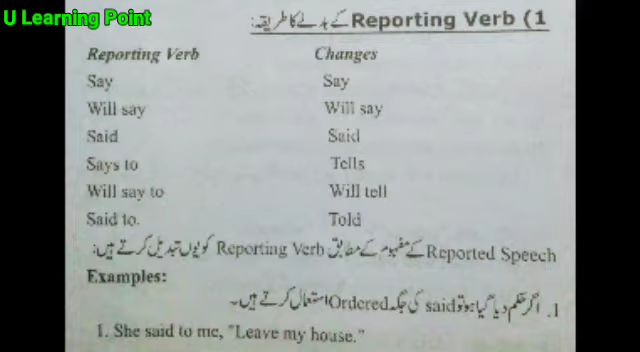 U Learning Point
1) Reporting Verb کے بدلنے کا طریقہ:
Reporting Verb Changes
Say Say
Will say Will say
Said Said
Says to Tells
Will say to Will tell
Said to. Told
Reported Speech کے مفہوم کے مطابق Reporting Verb کو یوں تبدیل کرتے ہیں:
Examples:
1. اگر حکم دیا گیا ہو تو said کی جگہ Ordered استعمال کرتے ہیں۔
1. She said to me, "Leave my house."